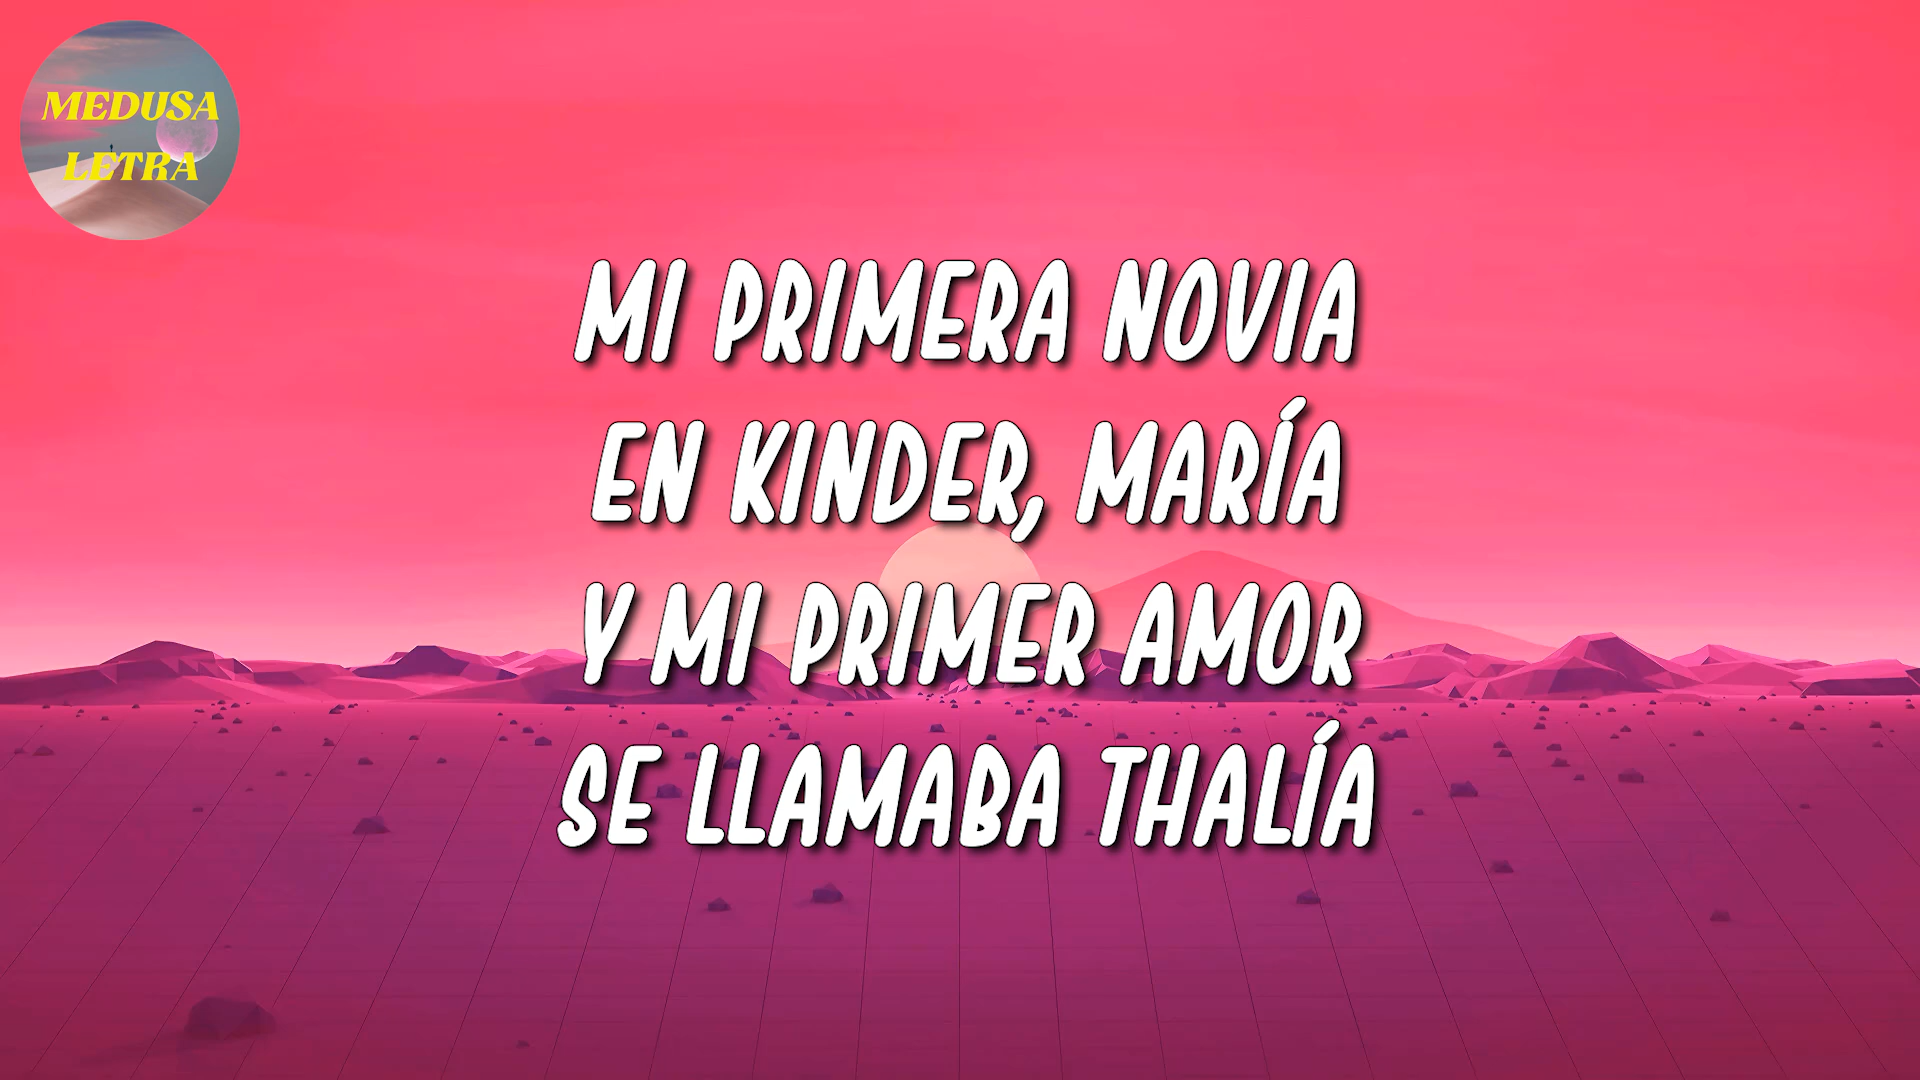 MEDUSA
LETRA
MI PRIMERA NOVIA
EN KINDER, MARÍA
Y MI PRIMER AMOR
SE LLAMABA THALÍA